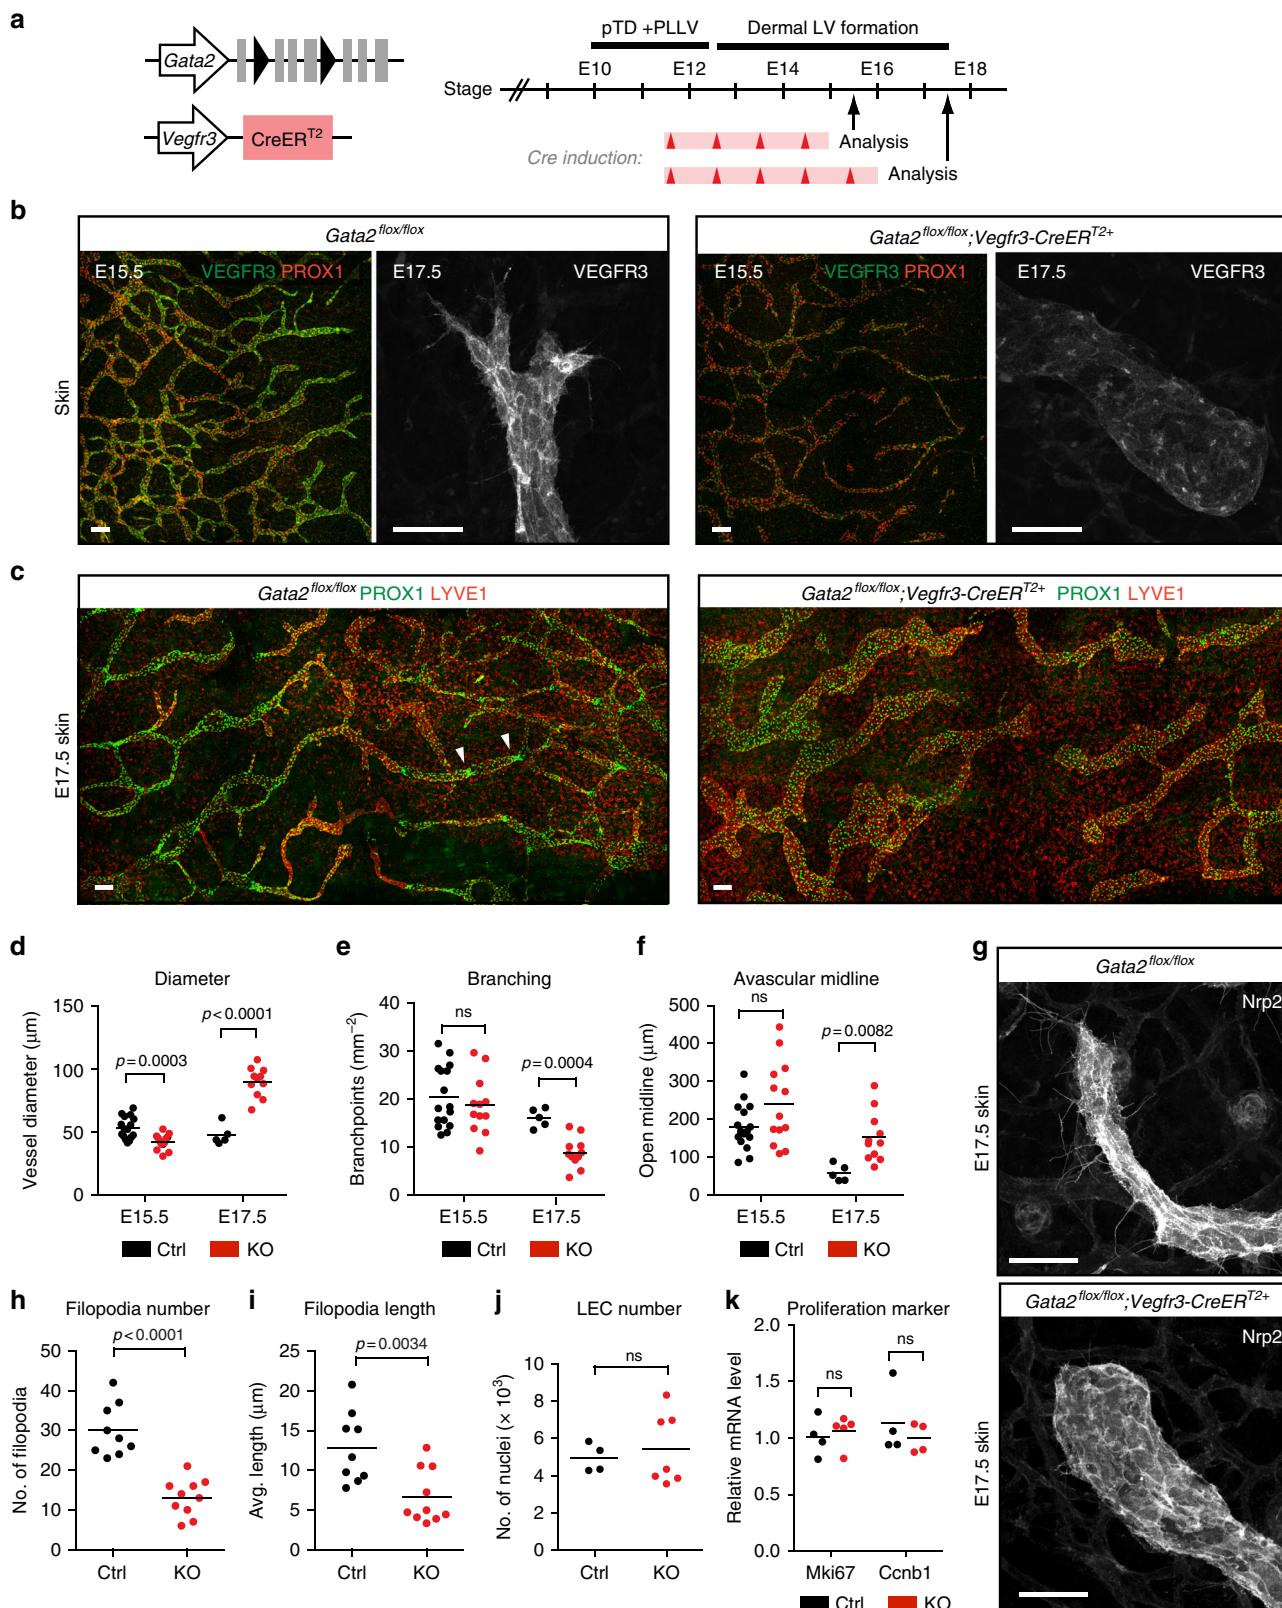 a
Gata2
Vegfr3
CreER^T2
pTD +PLLV
Dermal LV formation
E10 E12 E14 E16 E18
Stage
Analysis
Cre induction:
Analysis
b
Gata2^flox/flox
Gata2^flox/flox;Vegfr3-CreER^T2+
Skin
E15.5 VEGFR3 PROX1
E17.5 VEGFR3
E15.5 VEGFR3 PROX1
E17.5 VEGFR3
c
Gata2^flox/flox PROX1 LYVE1
Gata2^flox/flox;Vegfr3-CreER^T2+ PROX1 LYVE1
E17.5 skin
d
Diameter
Vessel diameter (μm)
150
100
50
0
p=0.0003
p<0.0001
E15.5 E17.5
Ctrl KO
e
Branching
Branchpoints (mm⁻²)
40
30
20
10
0
ns
p=0.0004
E15.5 E17.5
Ctrl KO
f
Avascular midline
Open midline (μm)
500
400
300
200
100
0
ns
p=0.0082
E15.5 E17.5
Ctrl KO
g
Gata2^flox/flox
Nrp2
E17.5 skin
Gata2^flox/flox;Vegfr3-CreER^T2+
Nrp2
E17.5 skin
h
Filopodia number
p<0.0001
No. of filopodia
50
40
30
20
10
0
Ctrl KO
i
Filopodia length
p=0.0034
Avg. length (μm)
25
20
15
10
5
0
Ctrl KO
j
LEC number
ns
No. of nuclei (× 10³)
10
8
6
4
2
0
Ctrl KO
k
Proliferation marker
Relative mRNA level
2.0
1.5
1.0
0.5
0.0
ns
ns
Mki67 Ccnb1
Ctrl KO